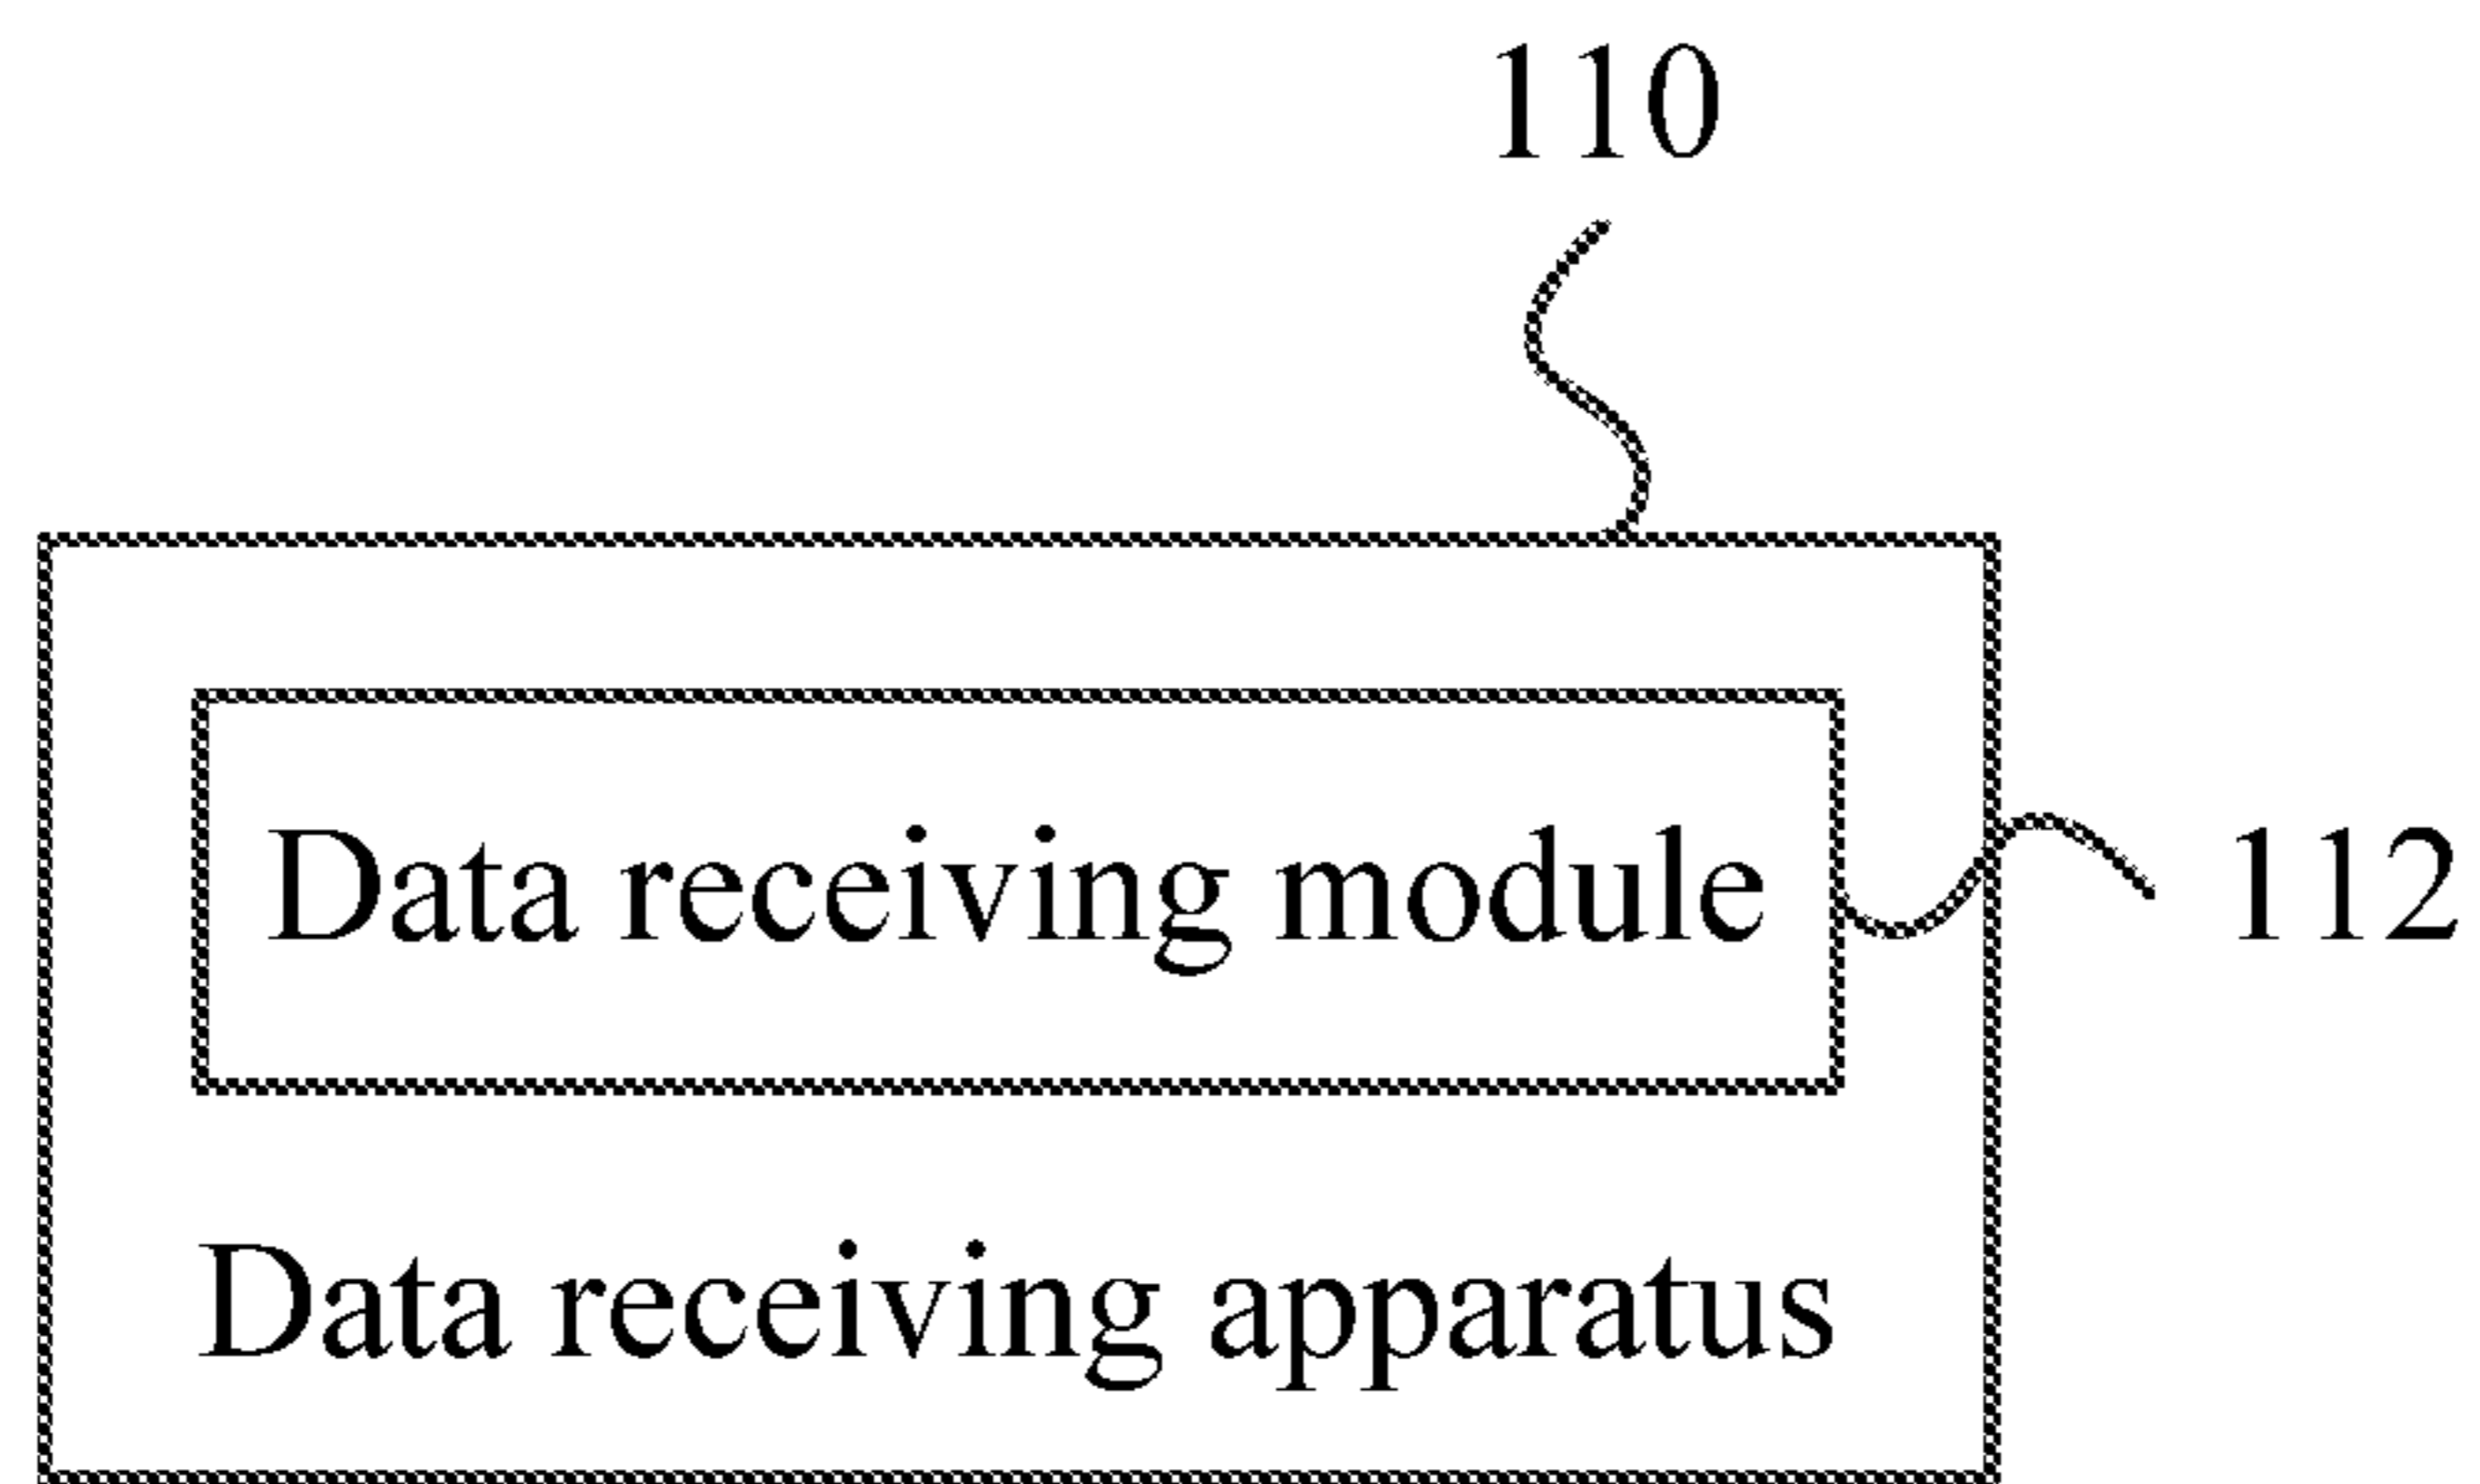 110
Data receiving module
112
Data receiving apparatus